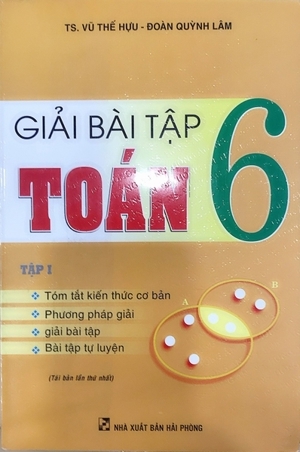 TS. VŨ THẾ HỰU - ĐOÀN QUỲNH LÂM
GIẢI BÀI TẬP
TOÁN 6
TẬP I
Tóm tắt kiến thức cơ bản
Phương pháp giải
giải bài tập
Bài tập tự luyện
A
B
(Tái bản lần thứ nhất)
NHÀ XUẤT BẢN HẢI PHÒNG